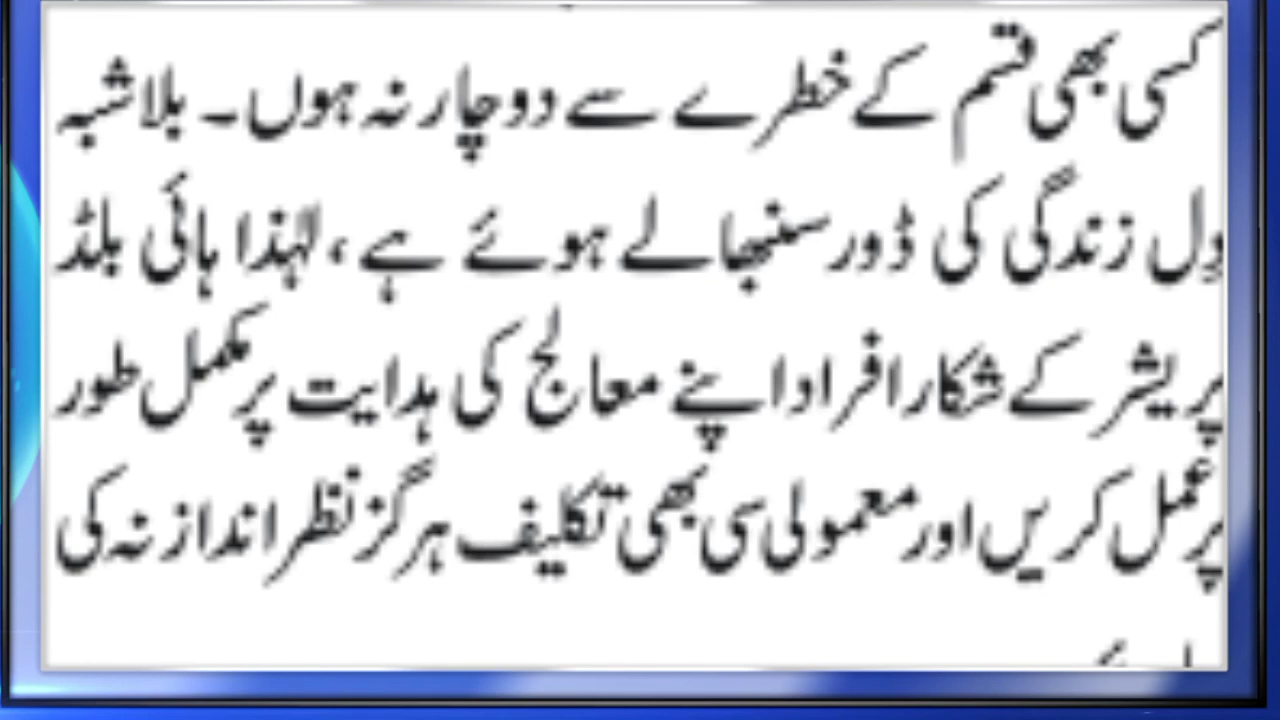 کسی بھی قسم کے خطرے سے دوچار نہ ہوں۔ بلاشبہ
دِل زندگی کی ڈور سنبھالے ہوئے ہے، لہٰذا ہائی بلڈ
پریشر کے شکار افراد اپنے معالج کی ہدایت پر مکمل طور
پر عمل کریں اور معمولی سی بھی تکلیف ہرگز نظر انداز نہ کی